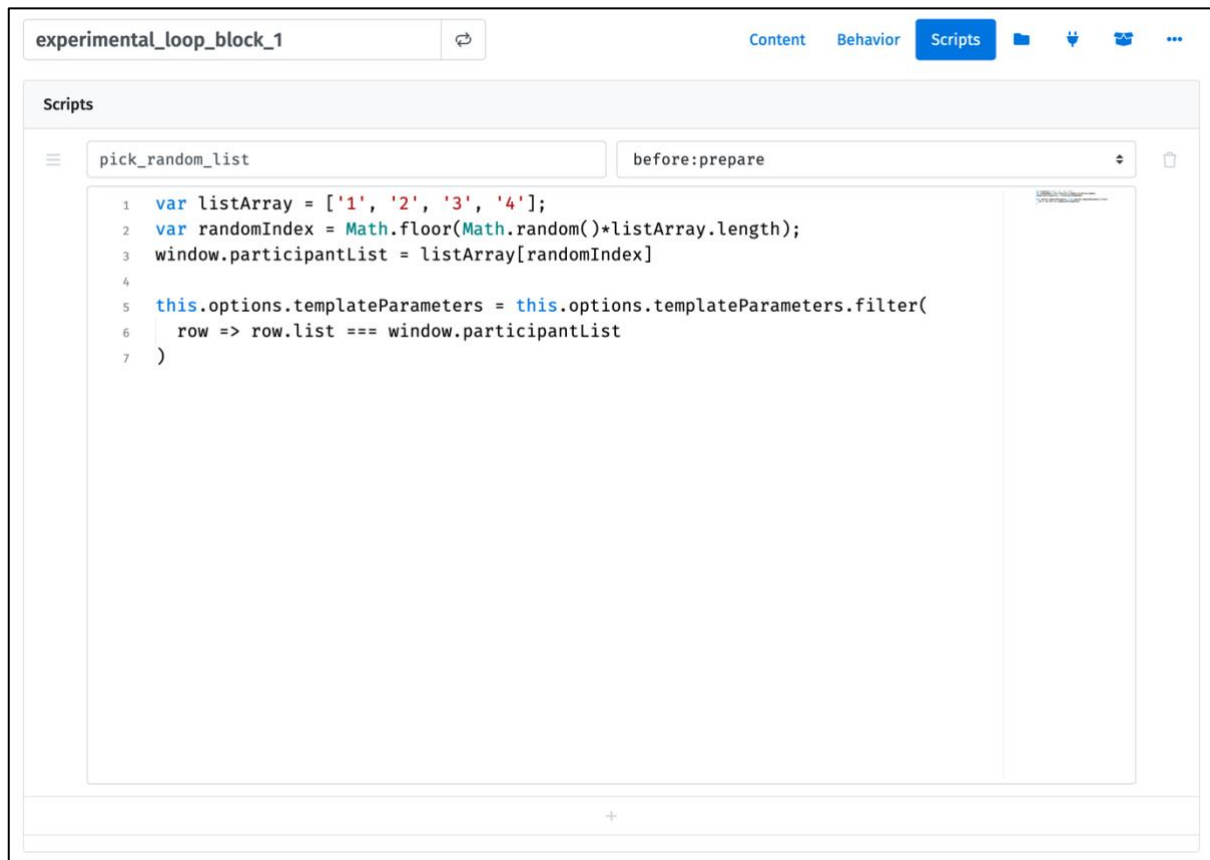 experimental_loop_block_1
Content Behavior Scripts
Scripts
pick_random_list before:prepare
1 var listArray = ['1', '2', '3', '4'];
2 var randomIndex = Math.floor(Math.random()*listArray.length);
3 window.participantList = listArray[randomIndex]
4
5 this.options.templateParameters = this.options.templateParameters.filter(
6   row => row.list === window.participantList
7 )